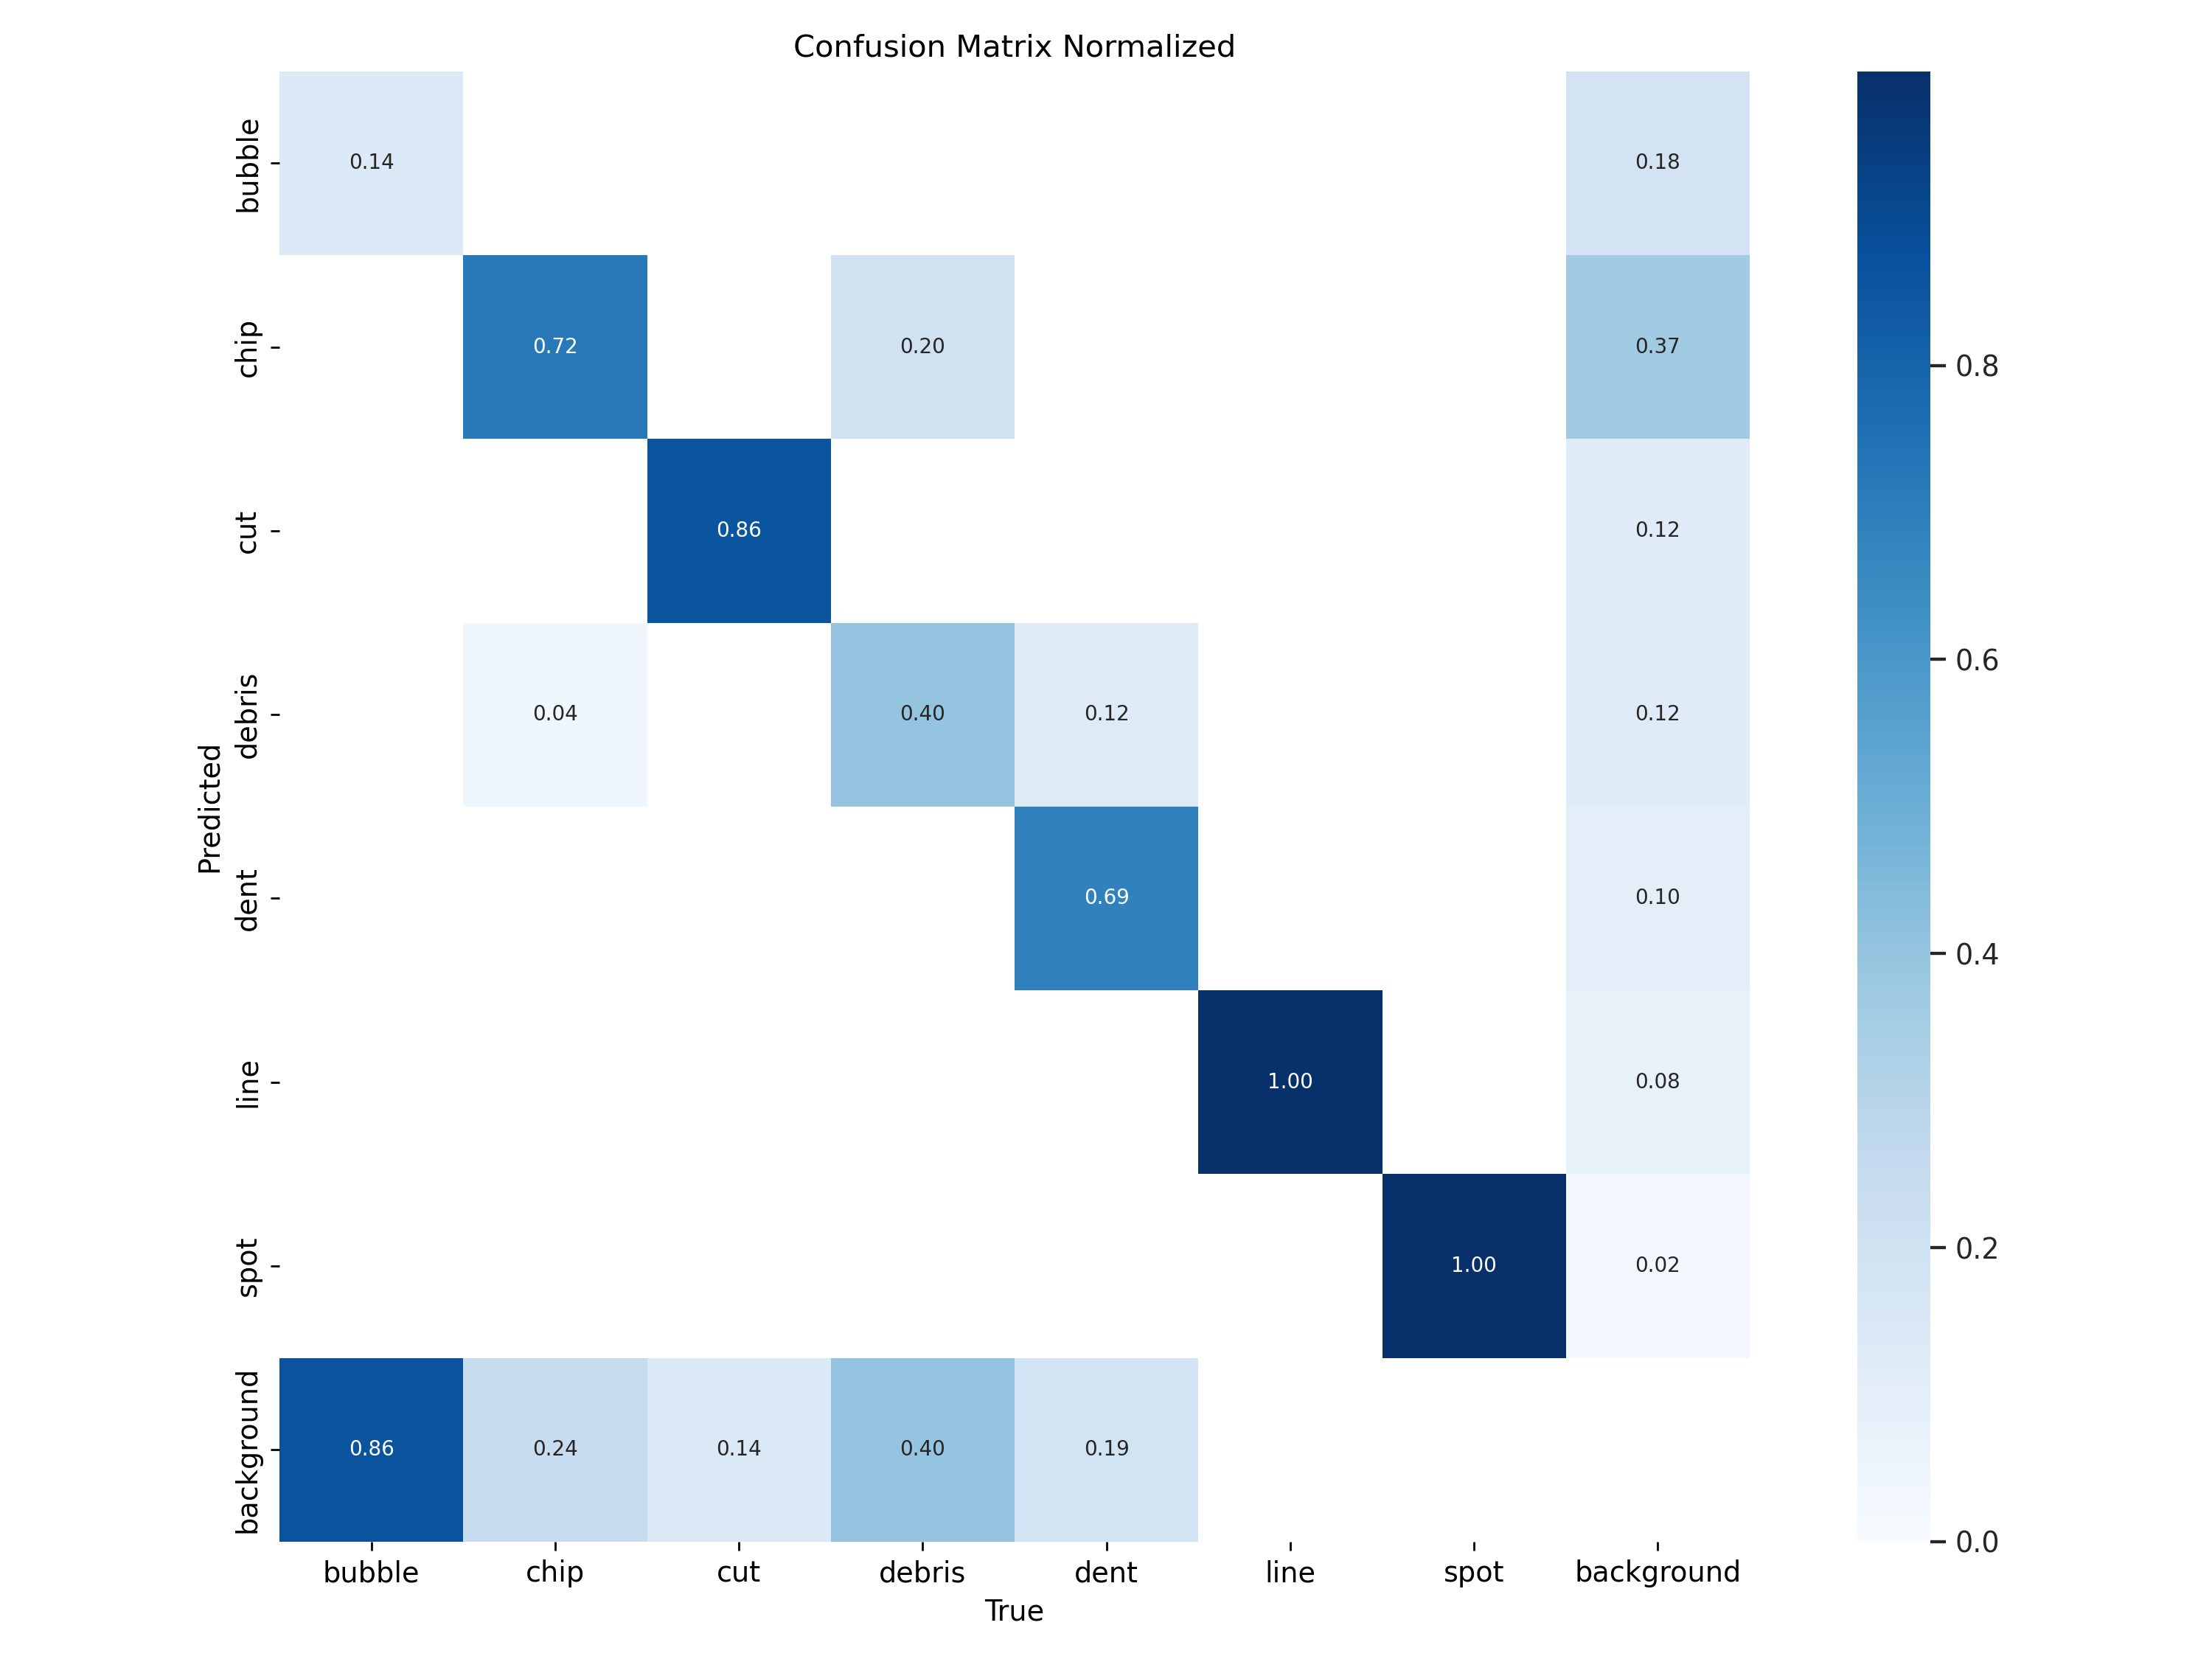 Confusion Matrix Normalized
bubble
0.14
0.18
chip
0.72
0.20
0.37
cut
0.86
0.12
debris
0.04
0.40
0.12
0.12
dent
0.69
0.10
line
1.00
0.08
spot
1.00
0.02
background
0.86
0.24
0.14
0.40
0.19
Predicted
bubble
chip
cut
debris
dent
line
spot
background
True
0.8
0.6
0.4
0.2
0.0